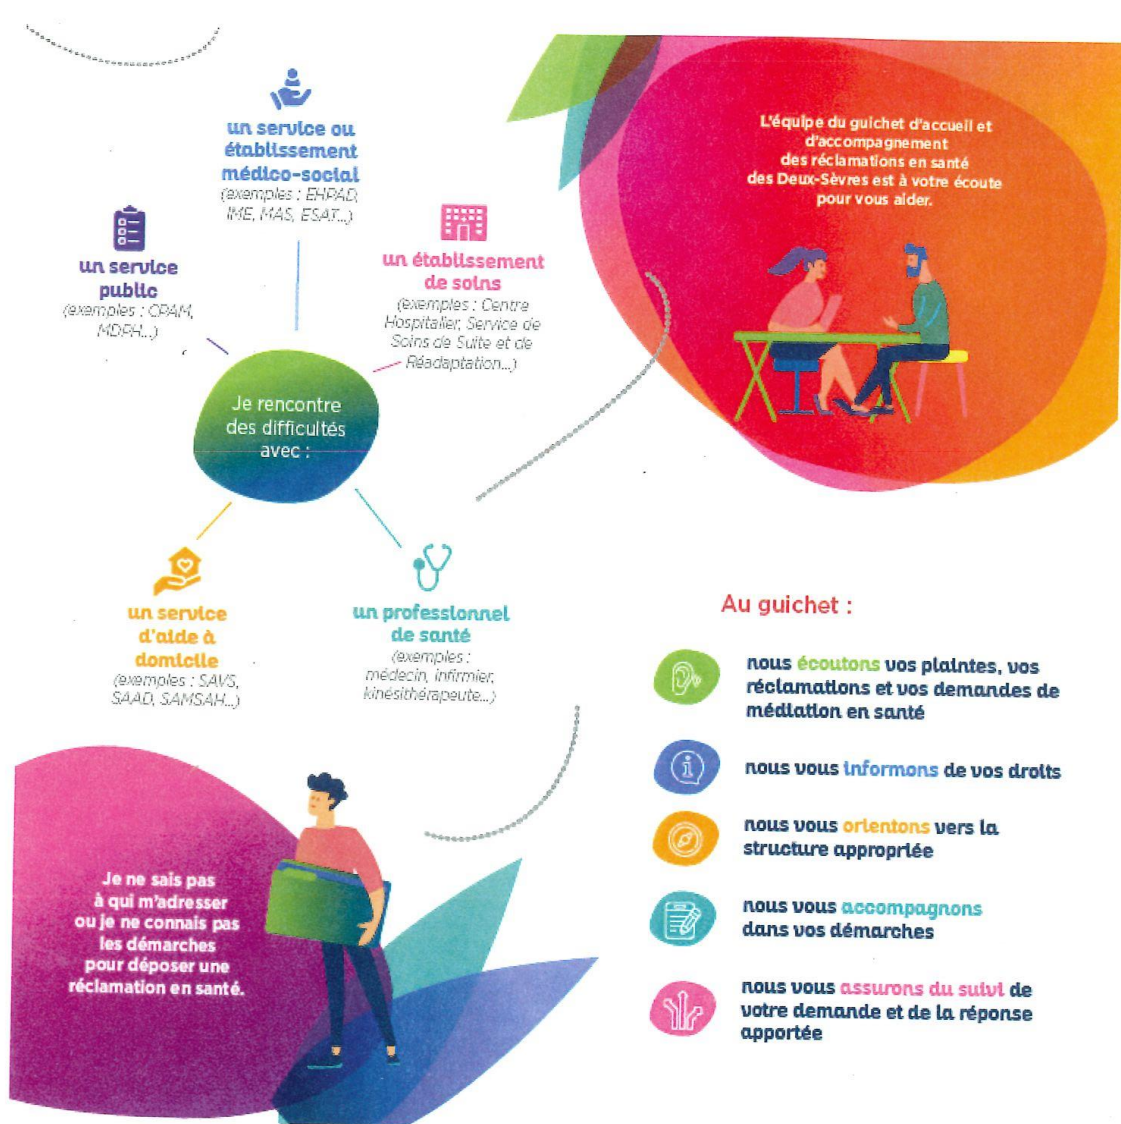 un service ou
établissement
médico-social
(exemples : EHPAD,
IME, MAS, ESAT...)
un service
public
(exemples : CPAM,
MDPH...)
un établissement
de soins
(exemples : Centre
Hospitalier, Service de
Soins de Suite et de
Réadaptation...)
Je rencontre
des difficultés
avec :
un service
d'aide à
domicile
(exemples : SAVS,
SAAD, SAMSAH...)
un professionnel
de santé
(exemples :
médecin, infirmier,
kinésithérapeute...)
L'équipe du guichet d'accueil et
d'accompagnement
des réclamations en santé
des Deux-Sèvres est à votre écoute
pour vous aider.
Je ne sais pas
à qui m'adresser
ou je ne connais pas
les démarches
pour déposer une
réclamation en santé.
Au guichet :
nous écoutons vos plaintes, vos
réclamations et vos demandes de
médiation en santé
nous vous informons de vos droits
nous vous orientons vers la
structure appropriée
nous vous accompagnons
dans vos démarches
nous vous assurons du suivi de
votre demande et de la réponse
apportée